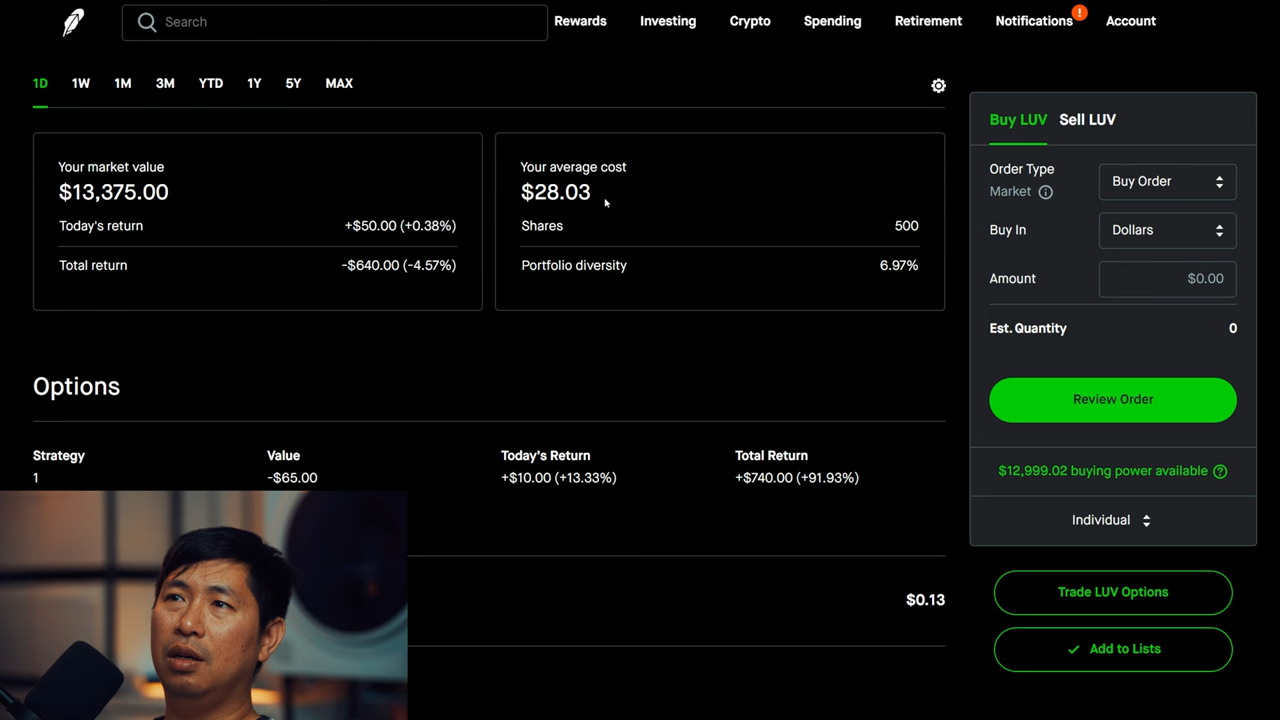 Search
Rewards Investing Crypto Spending Retirement Notifications ! Account
1D 1W 1M 3M YTD 1Y 5Y MAX
Your market value
$13,375.00
Today's return +$50.00 (+0.38%)
Total return -$640.00 (-4.57%)
Your average cost
$28.03
Shares 500
Portfolio diversity 6.97%
Buy LUV Sell LUV
Order Type
Market
Buy Order
Buy In Dollars
Amount $0.00
Est. Quantity 0
Review Order
$12,999.02 buying power available
Individual
Trade LUV Options
Add to Lists
Options
Strategy Value Today's Return Total Return
1 -$65.00 +$10.00 (+13.33%) +$740.00 (+91.93%)
$0.13